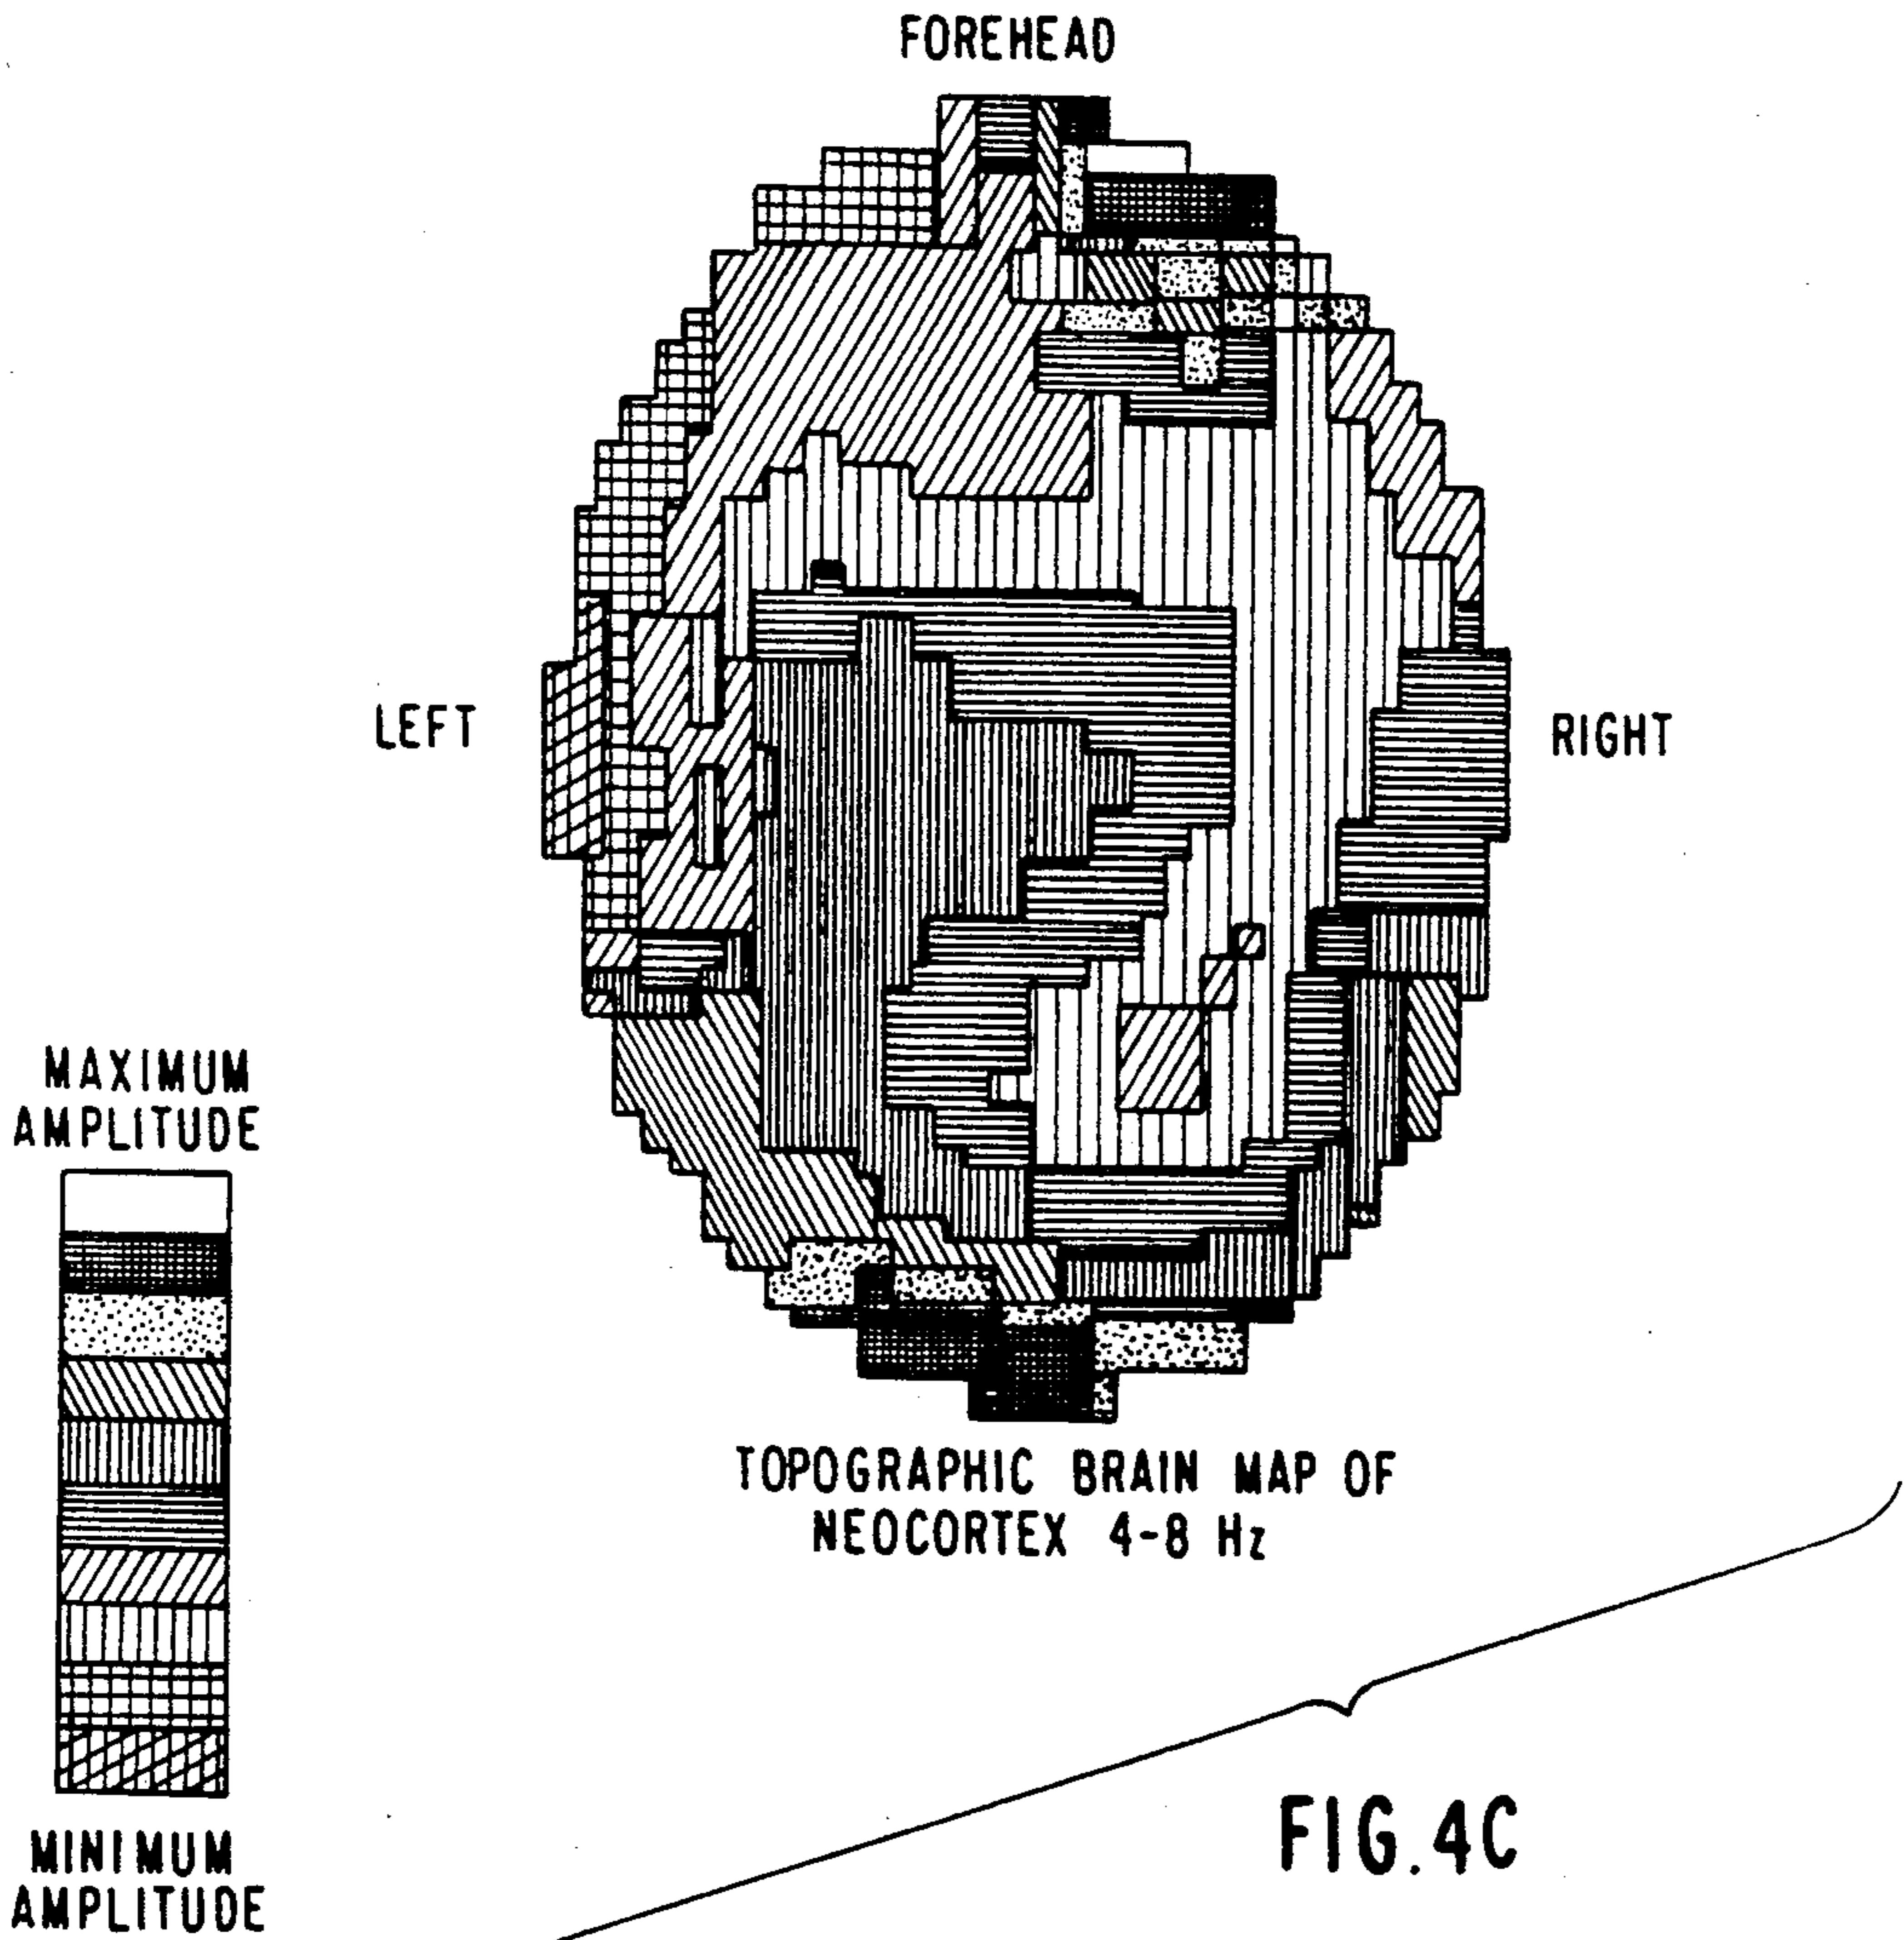 FOREHEAD
LEFT
RIGHT
MAXIMUM
AMPLITUDE
MINIMUM
AMPLITUDE
TOPOGRAPHIC BRAIN MAP OF
NEOCORTEX 4-8 Hz
FIG.4C